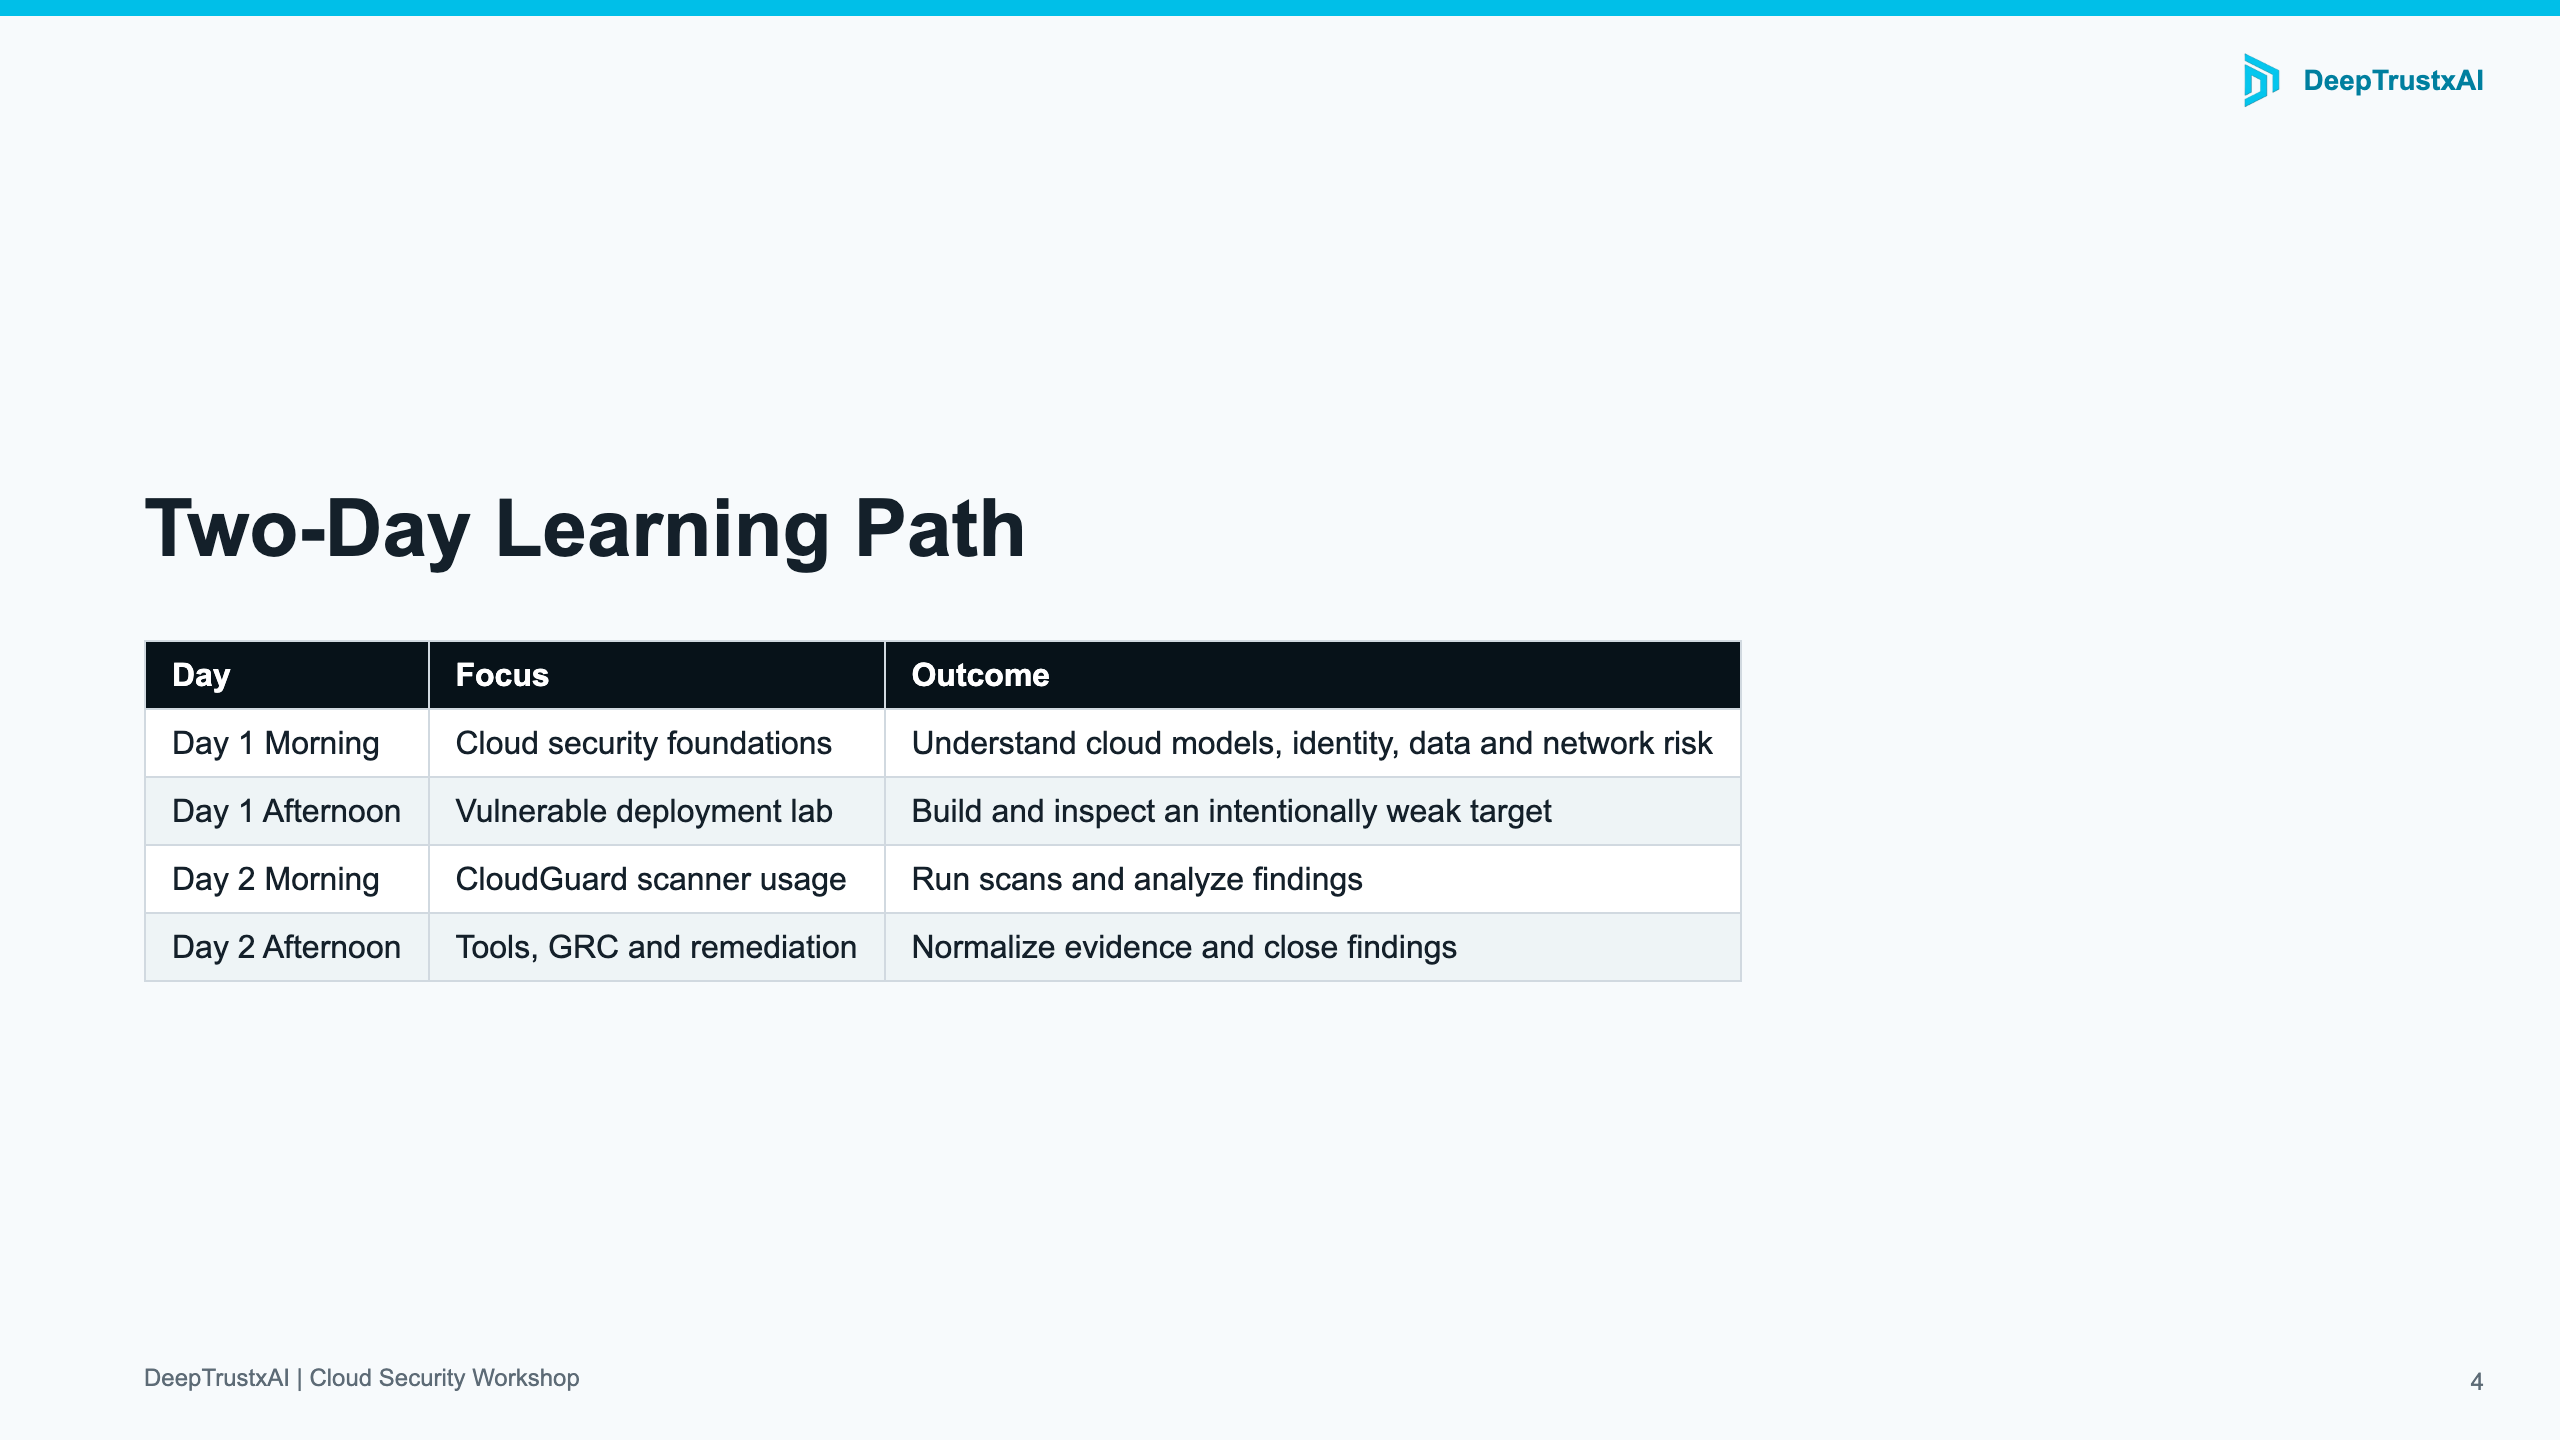 DeepTrustxAI
Two-Day Learning Path
Day Focus Outcome
Day 1 Morning Cloud security foundations Understand cloud models, identity, data and network risk
Day 1 Afternoon Vulnerable deployment lab Build and inspect an intentionally weak target
Day 2 Morning CloudGuard scanner usage Run scans and analyze findings
Day 2 Afternoon Tools, GRC and remediation Normalize evidence and close findings
DeepTrustxAI | Cloud Security Workshop
4